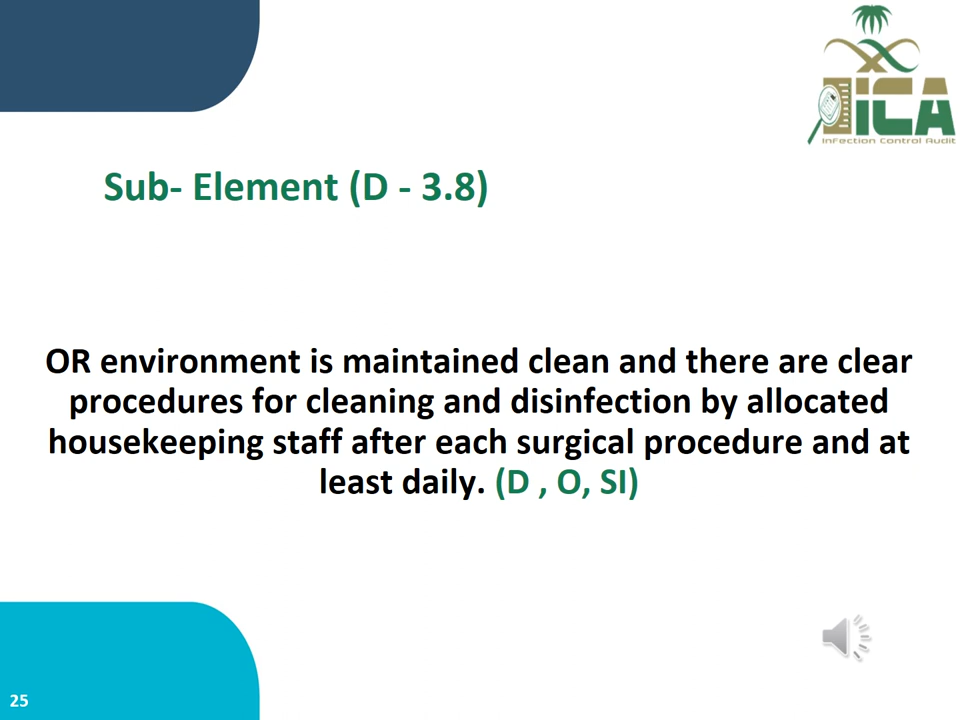 iCA
Infection Control Audit
Sub- Element (D - 3.8)
OR environment is maintained clean and there are clear
procedures for cleaning and disinfection by allocated
housekeeping staff after each surgical procedure and at
least daily. (D , O, SI)
25